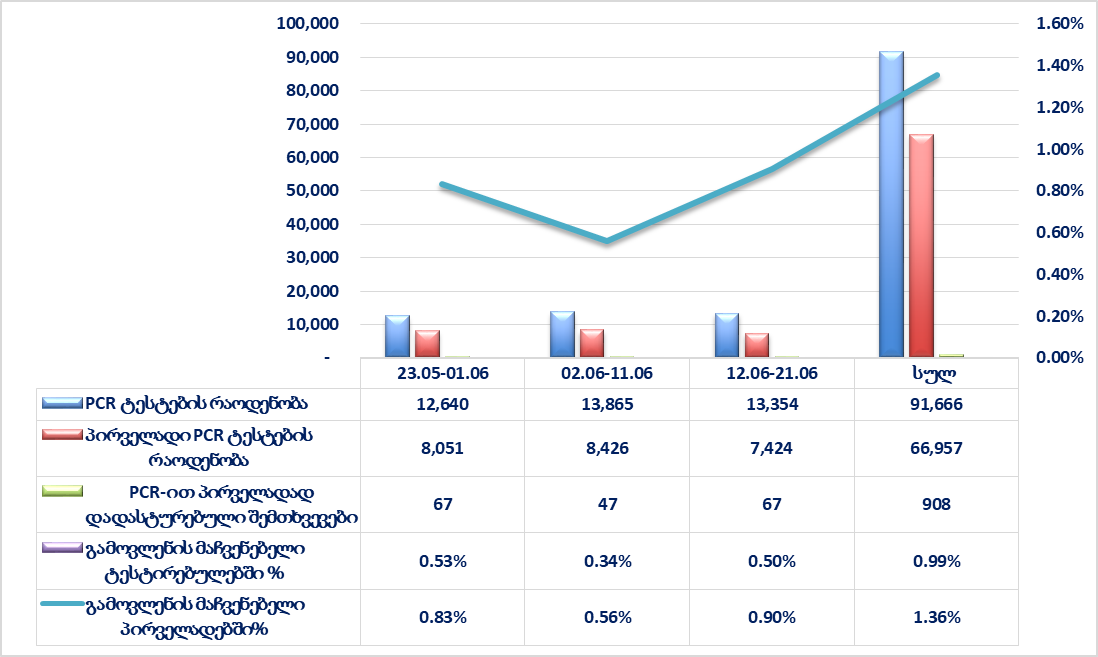 100,000
90,000
80,000
70,000
60,000
50,000
40,000
30,000
20,000
10,000
-
1.60%
1.40%
1.20%
1.00%
0.80%
0.60%
0.40%
0.20%
0.00%
23.05-01.06 02.06-11.06 12.06-21.06 სულ
PCR ტესტების რაოდენობა 12,640 13,865 13,354 91,666
პირველადი PCR ტესტების
რაოდენობა 8,051 8,426 7,424 66,957
PCR-ით პირველადად
დადასტურებული შემთხვევები 67 47 67 908
გამოვლენის მაჩვენებელი
ტესტირებულებში % 0.53% 0.34% 0.50% 0.99%
გამოვლენის მაჩვენებელი
პირველადებში% 0.83% 0.56% 0.90% 1.36%